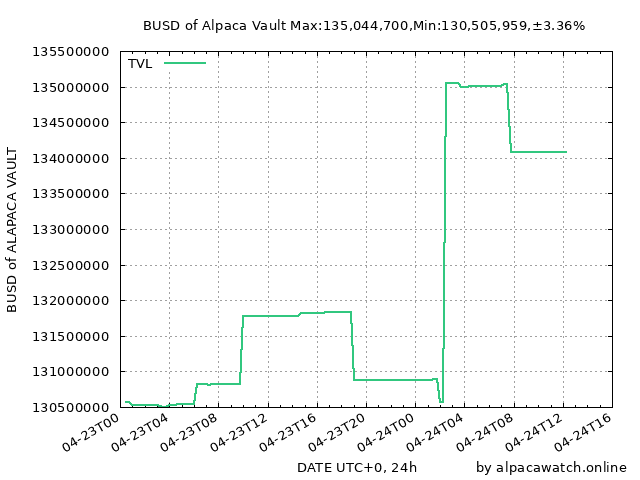 BUSD of Alpaca Vault Max:135,044,700,Min:130,505,959,±3.36%
TVL
135500000
135000000
134500000
134000000
133500000
133000000
132500000
132000000
131500000
131000000
130500000
BUSD of ALAPACA VAULT
04-23T00
04-23T04
04-23T08
04-23T12
04-23T16
04-23T20
04-24T00
04-24T04
04-24T08
04-24T12
04-24T16
DATE UTC+0, 24h
by alpacawatch.online